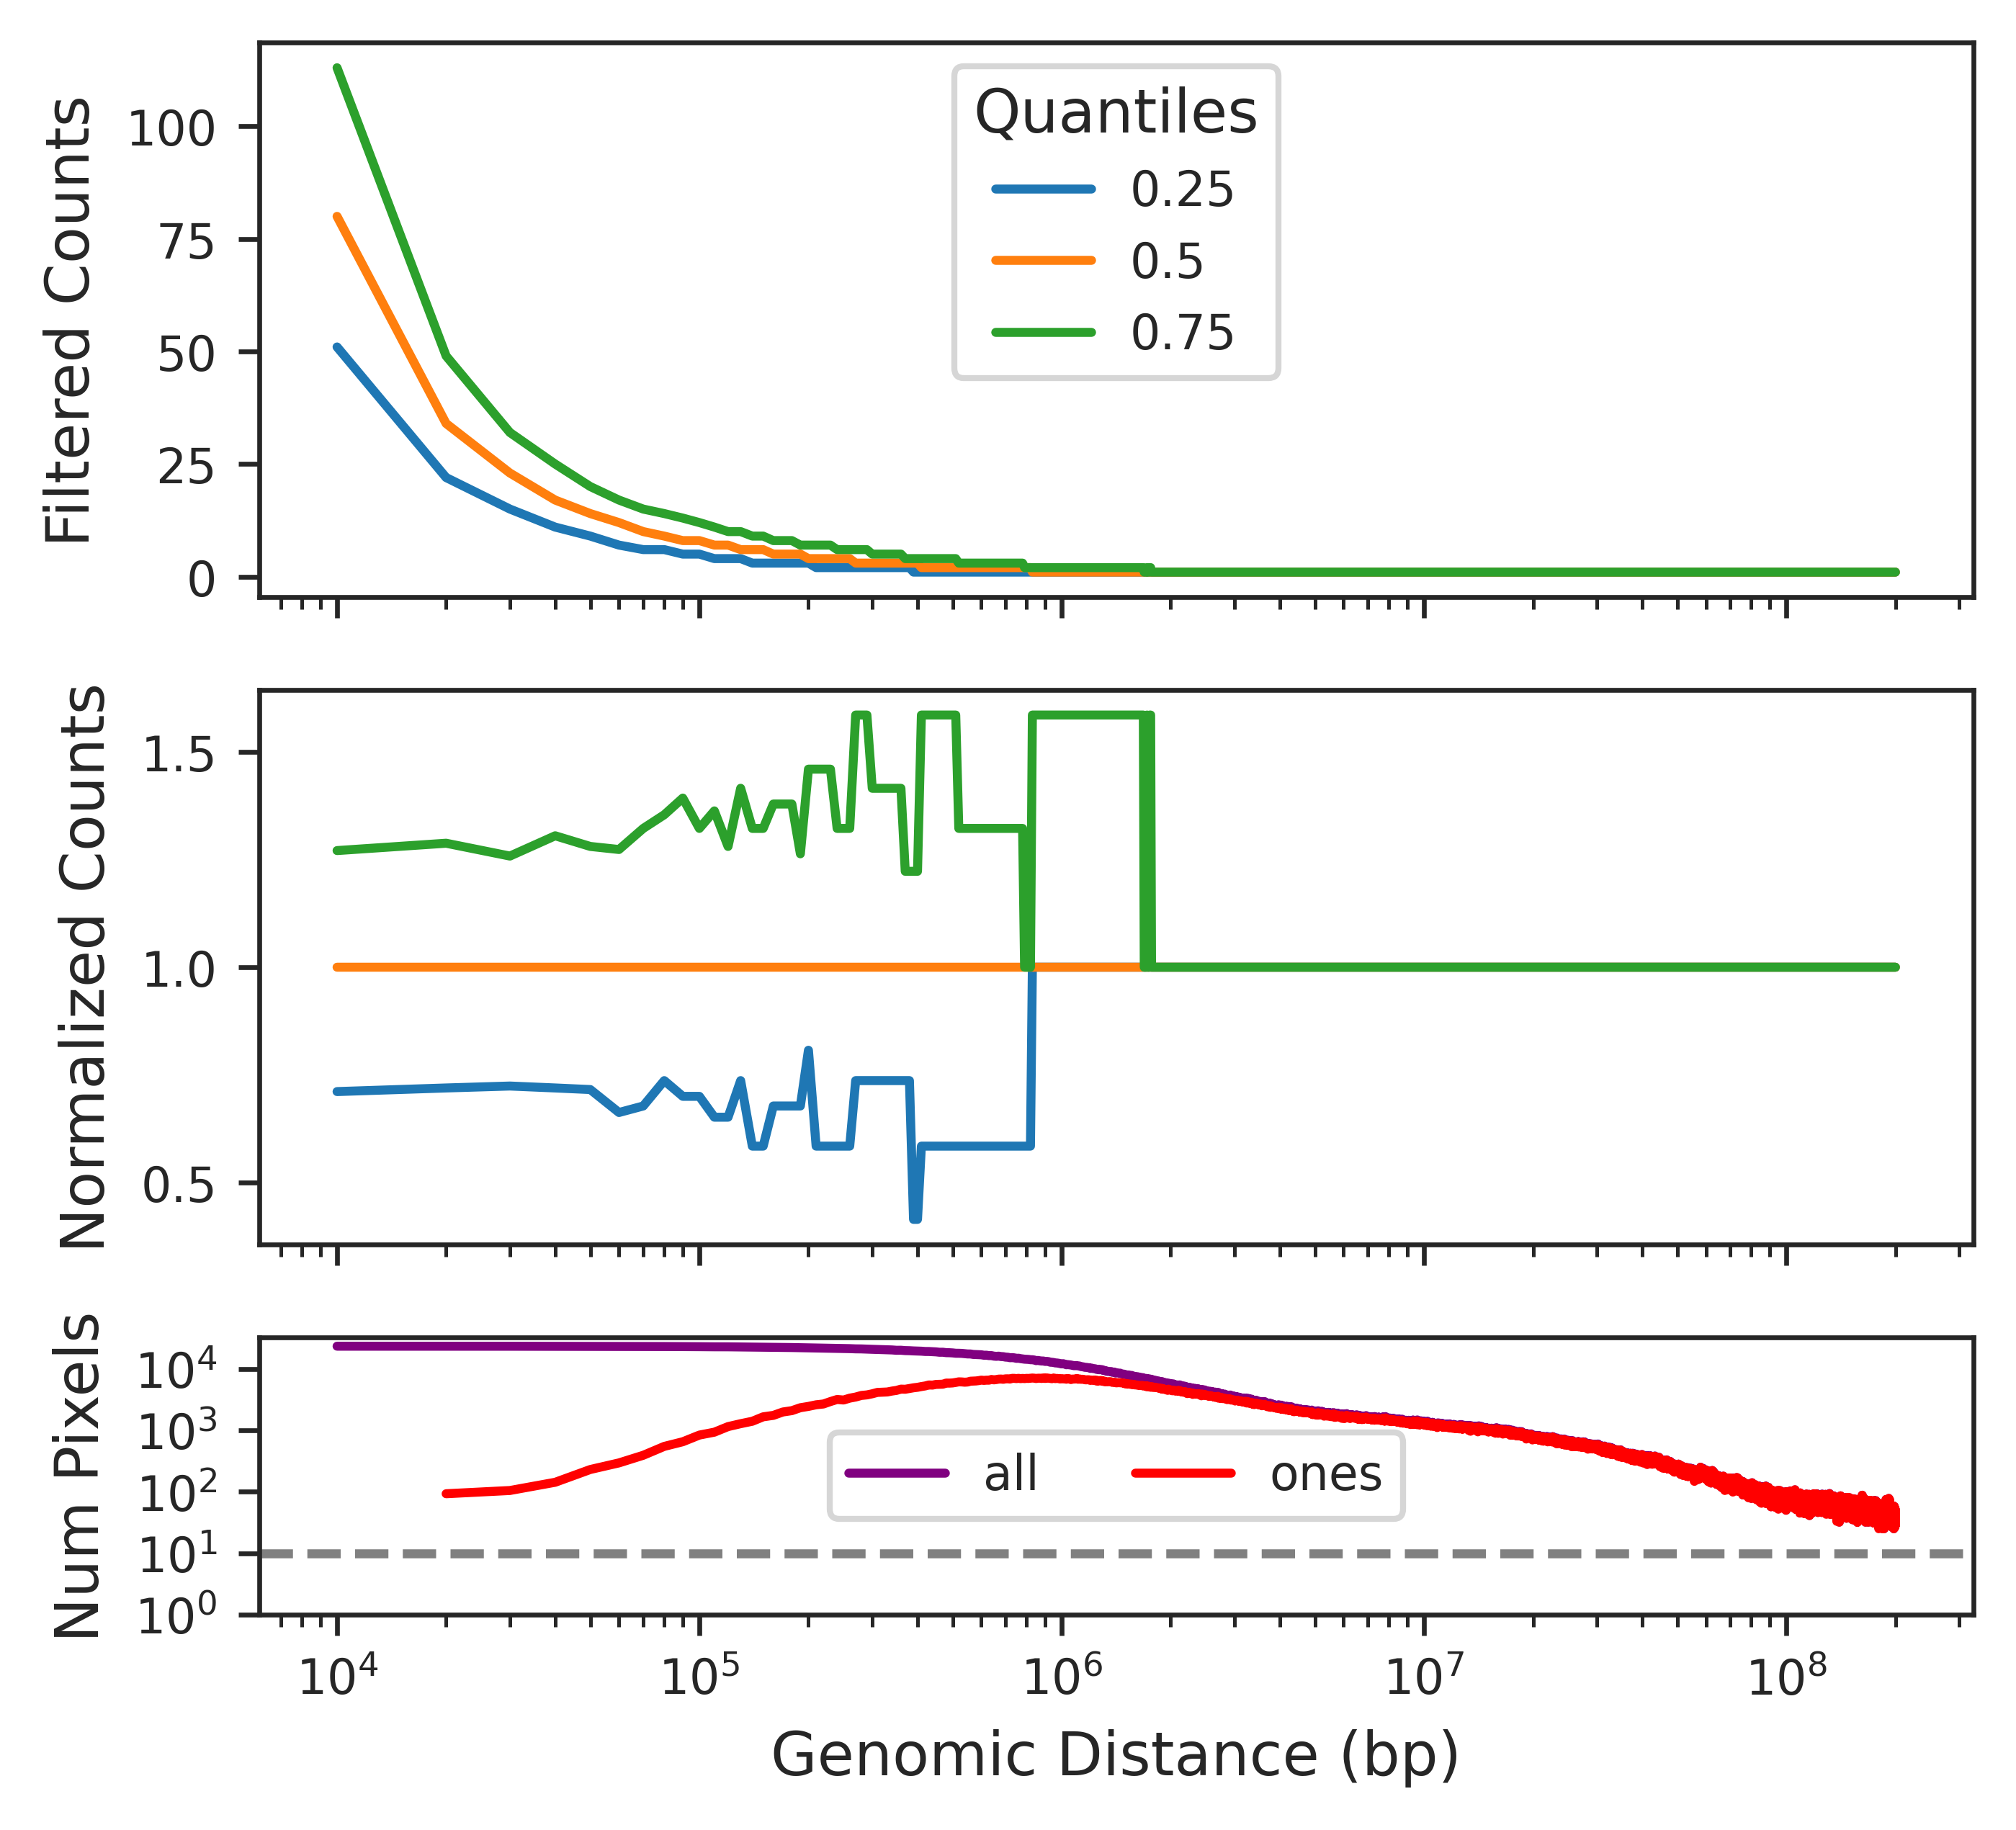 Filtered Counts
100
75
50
25
0
Quantiles
0.25
0.5
0.75
Normalized Counts
1.5
1.0
0.5
Num Pixels
10⁴
10³
10²
10¹
10⁰
all ones
10⁴ 10⁵ 10⁶ 10⁷ 10⁸
Genomic Distance (bp)